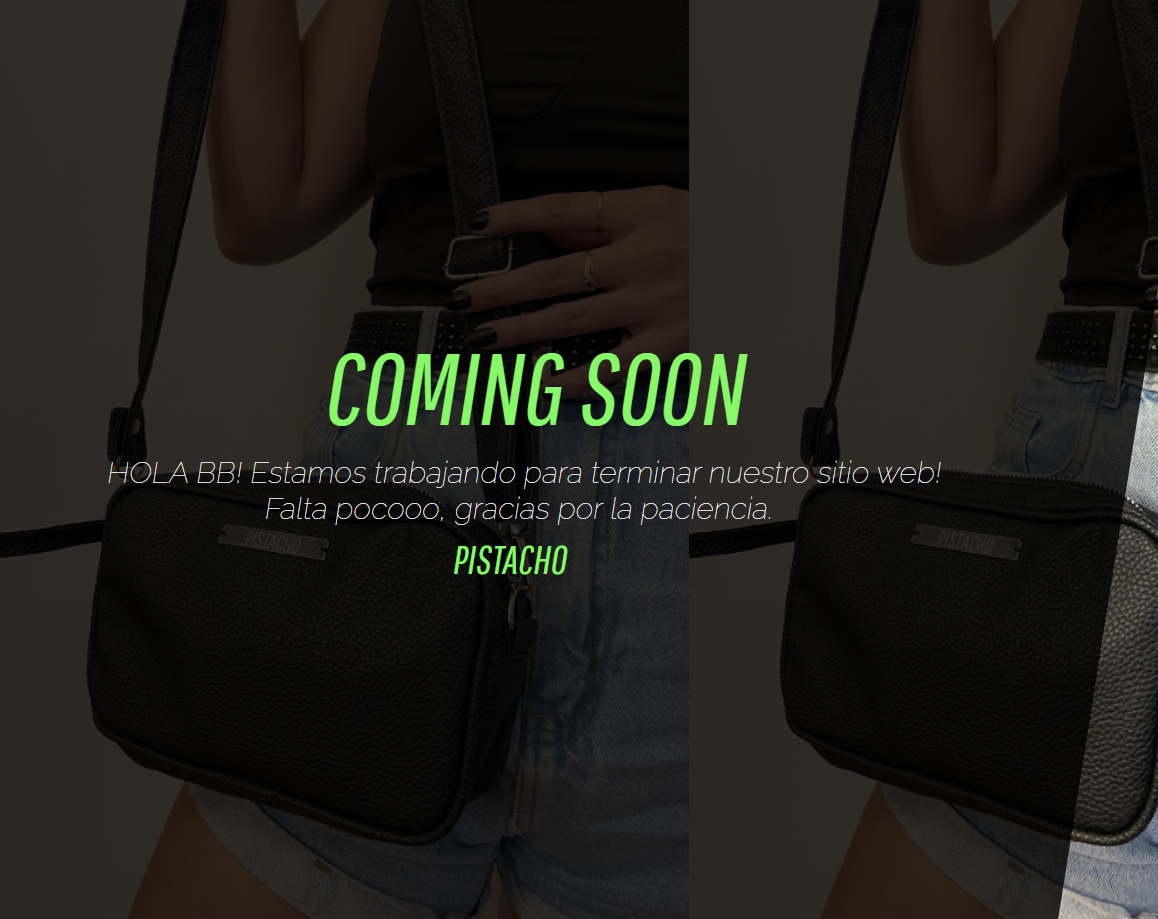 COMING SOON
HOLA BB! Estamos trabajando para terminar nuestro sitio web!
Falta pocooo, gracias por la paciencia.
PISTACHO
PISTACHO
PISTACHO